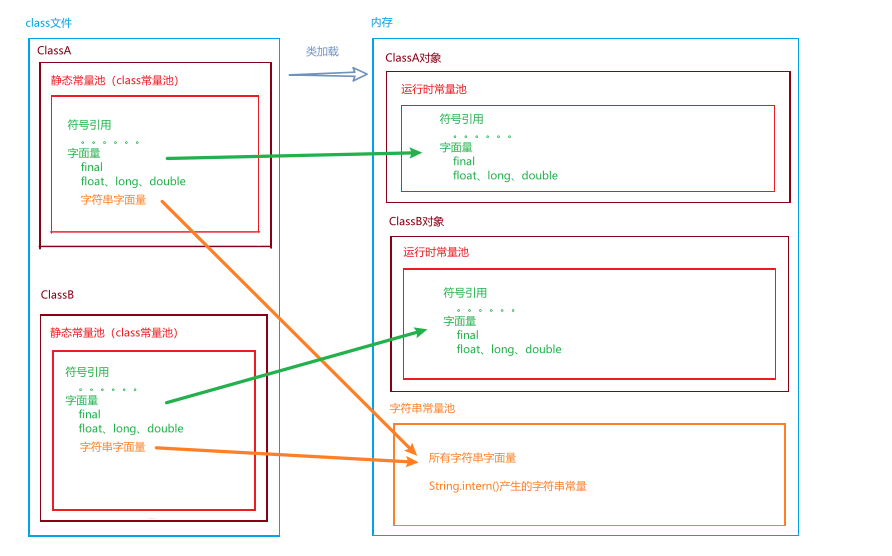 class文件
ClassA
静态常量池（class常量池）
符号引用
。。。。。。
字面量
final
float、long、double
字符串字面量
ClassB
静态常量池（class常量池）
符号引用
。。。。。。
字面量
final
float、long、double
字符串字面量
类加载
内存
ClassA对象
运行时常量池
符号引用
。。。。。。
字面量
final
float、long、double
ClassB对象
运行时常量池
符号引用
。。。。。。
字面量
final
float、long、double
字符串常量池
所有字符串字面量
String.intern()产生的字符串常量